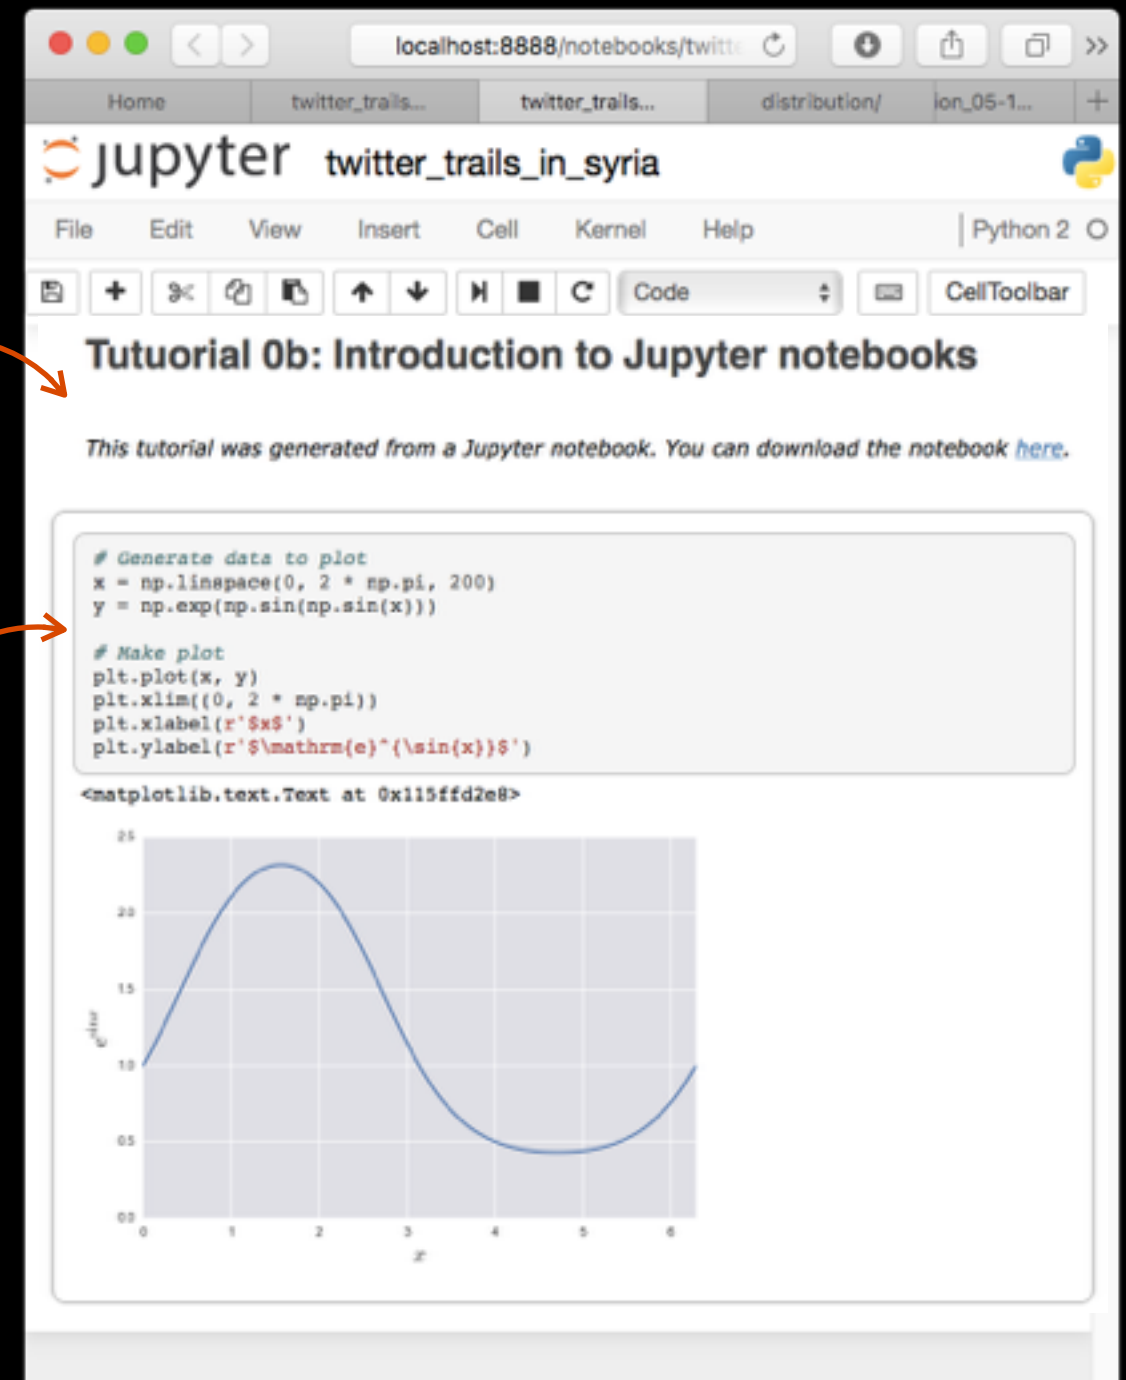 localhost:8888/notebooks/twitte
Home
twitter_trails...
twitter_trails...
distribution/
ion_05-1...
jupyter twitter_trails_in_syria
File Edit View Insert Cell Kernel Help Python 2
Code CellToolbar
Tutuorial 0b: Introduction to Jupyter notebooks
This tutorial was generated from a Jupyter notebook. You can download the notebook here.
# Generate data to plot
x = np.linspace(0, 2 * np.pi, 200)
y = np.exp(np.sin(np.sin(x)))
# Make plot
plt.plot(x, y)
plt.xlim((0, 2 * np.pi))
plt.xlabel(r'$x$')
plt.ylabel(r'$\mathrm{e}^{\sin{x}}$')
<matplotlib.text.Text at 0x115ffd2e8>
2.5
2.0
1.5
1.0
0.5
0.0
e^sin x
0 1 2 3 4 5 6
x